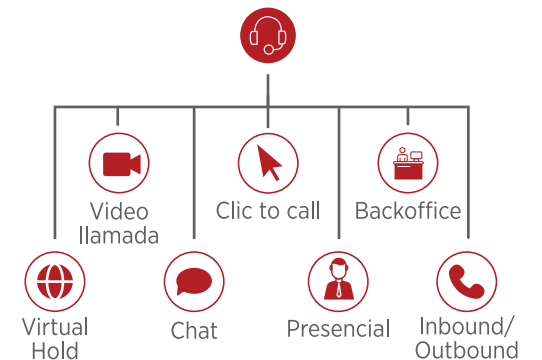 Video
llamada
Clic to call
Backoffice
Virtual
Hold
Chat
Presencial
Inbound/
Outbound